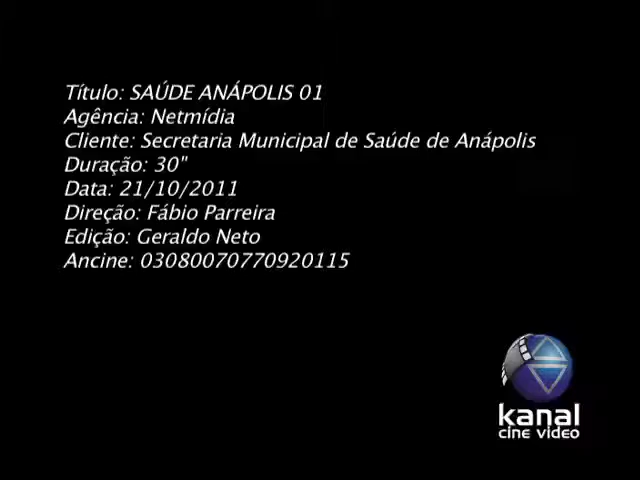 Título: SAÚDE ANÁPOLIS 01
Agência: Netmídia
Cliente: Secretaria Municipal de Saúde de Anápolis
Duração: 30"
Data: 21/10/2011
Direção: Fábio Parreira
Edição: Geraldo Neto
Ancine: 03080070770920115
kanal
cine video